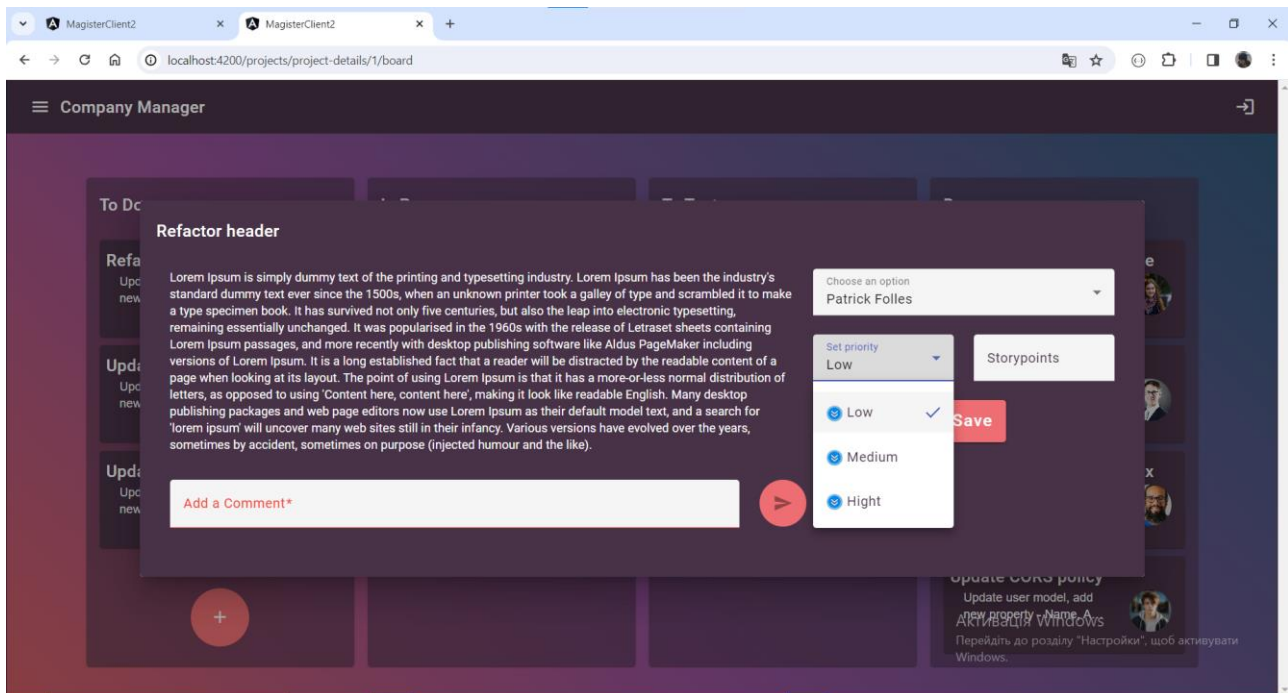 MagisterClient2
MagisterClient2
localhost:4200/projects/project-details/1/board
Company Manager
To Do
Refactor header
Refa
Upd
new
Lorem Ipsum is simply dummy text of the printing and typesetting industry. Lorem Ipsum has been the industry's
standard dummy text ever since the 1500s, when an unknown printer took a galley of type and scrambled it to make
a type specimen book. It has survived not only five centuries, but also the leap into electronic typesetting,
remaining essentially unchanged. It was popularised in the 1960s with the release of Letraset sheets containing
Lorem Ipsum passages, and more recently with desktop publishing software like Aldus PageMaker including
versions of Lorem Ipsum. It is a long established fact that a reader will be distracted by the readable content of a
page when looking at its layout. The point of using Lorem Ipsum is that it has a more-or-less normal distribution of
letters, as opposed to using 'Content here, content here', making it look like readable English. Many desktop
publishing packages and web page editors now use Lorem Ipsum as their default model text, and a search for
'lorem ipsum' will uncover many web sites still in their infancy. Various versions have evolved over the years,
sometimes by accident, sometimes on purpose (injected humour and the like).
Choose an option
Patrick Folles
Set priority
Low
Storypoints
Low
Medium
Hight
Save
Upda
Upd
new
Upda
Upd
new
Add a Comment*
e
x
+
Update CORS policy
Update user model, add
new property - Name, A...
Активація Windows
Перейдіть до розділу "Настройки", щоб активувати
Windows.